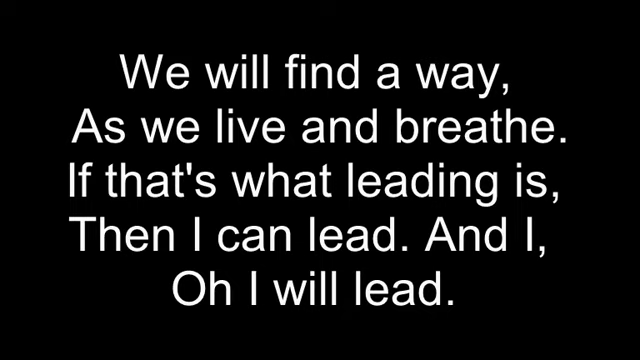 We will find a way,
As we live and breathe.
If that's what leading is,
Then I can lead. And I,
Oh I will lead.